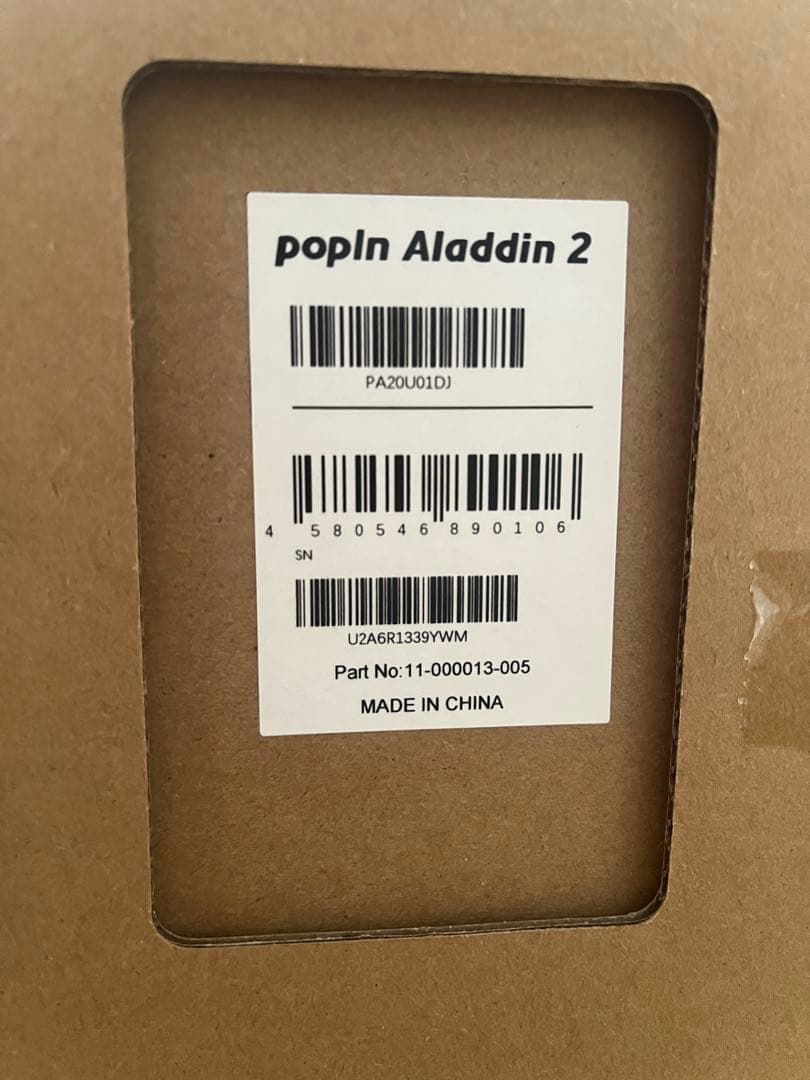 popIn Aladdin 2
PA20U01DJ
4 580546 890106
SN
U2A6R1339YWM
Part No:11-000013-005
MADE IN CHINA